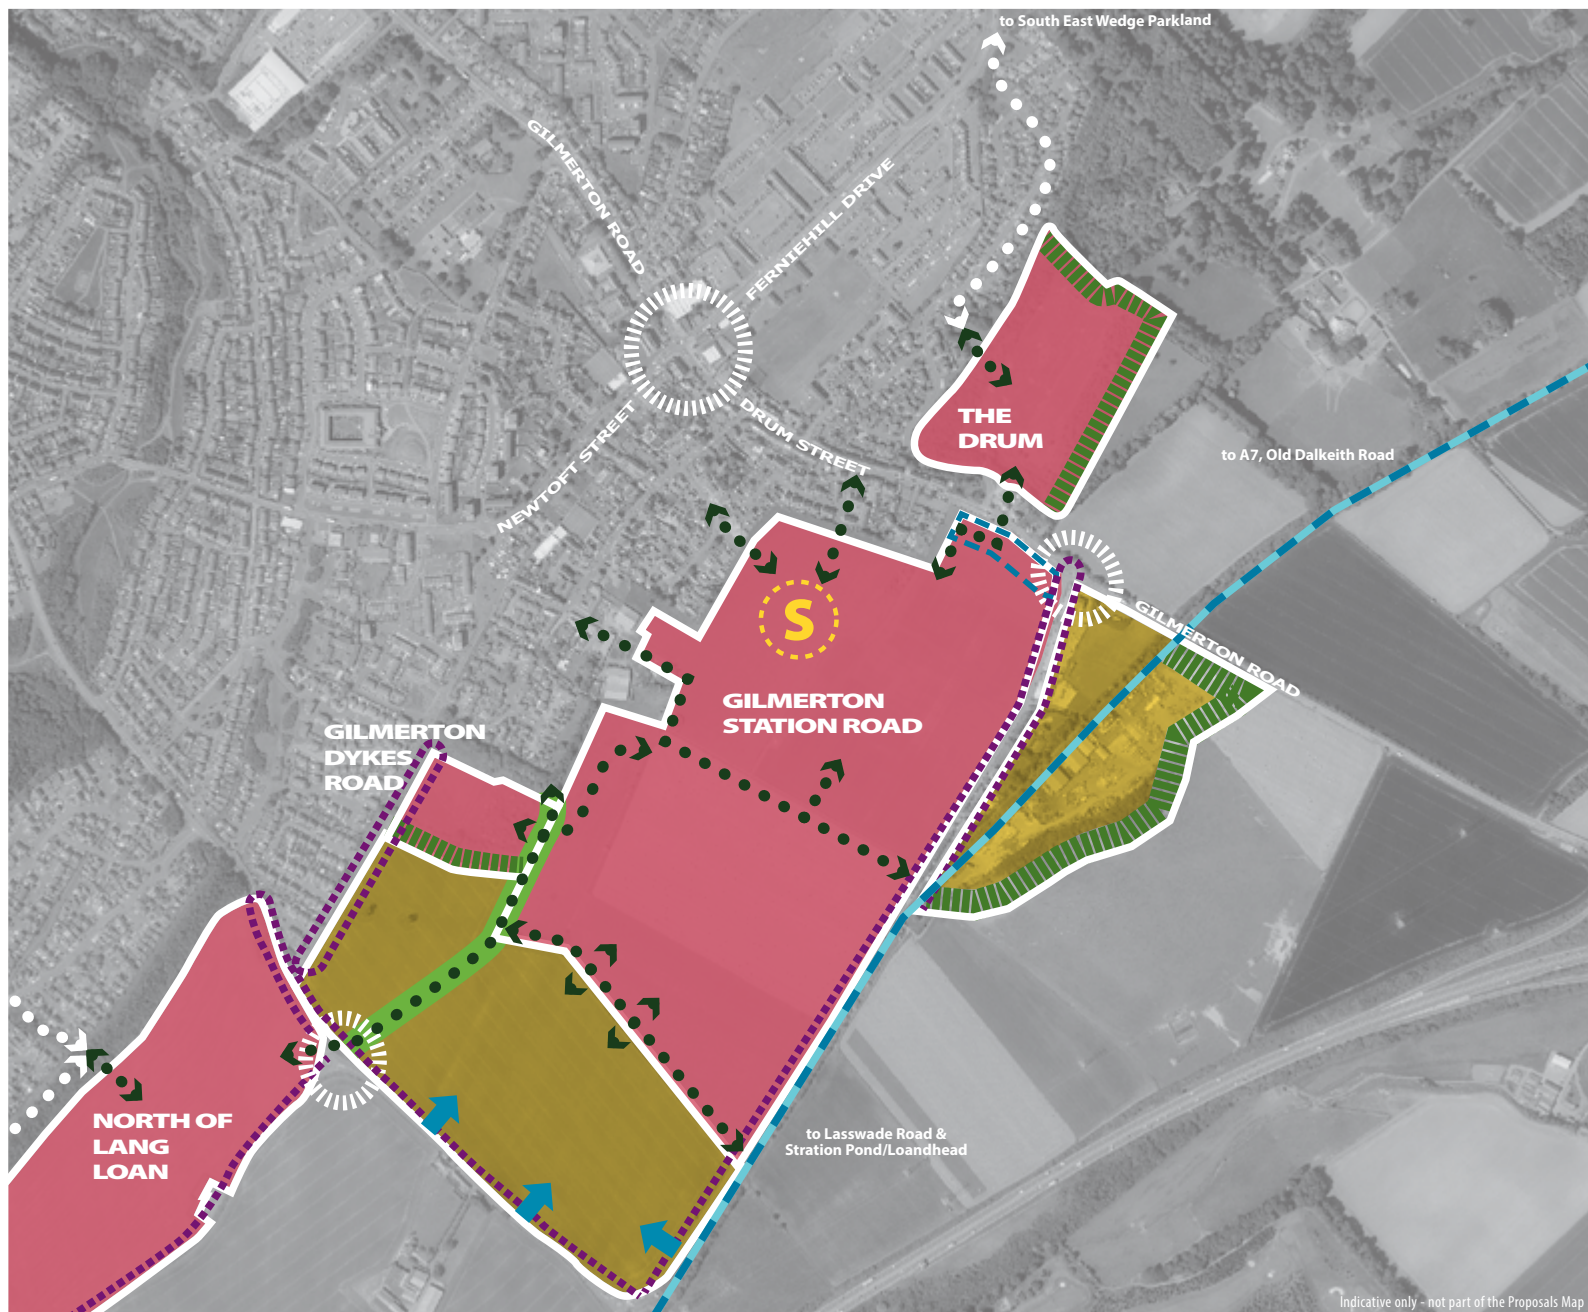 to South East Wedge Parkland
GILMERTON ROAD
FERNIEHILL DRIVE
NEWTOFT STREET
DRUM STREET
THE
DRUM
to A7, Old Dalkeith Road
GILMERTON ROAD
S
GILMERTON
STATION ROAD
GILMERTON
DYKES
ROAD
NORTH OF
LANG
LOAN
to Lasswade Road &
Stration Pond/Loandhead
Indicative only - not part of the Proposals Map